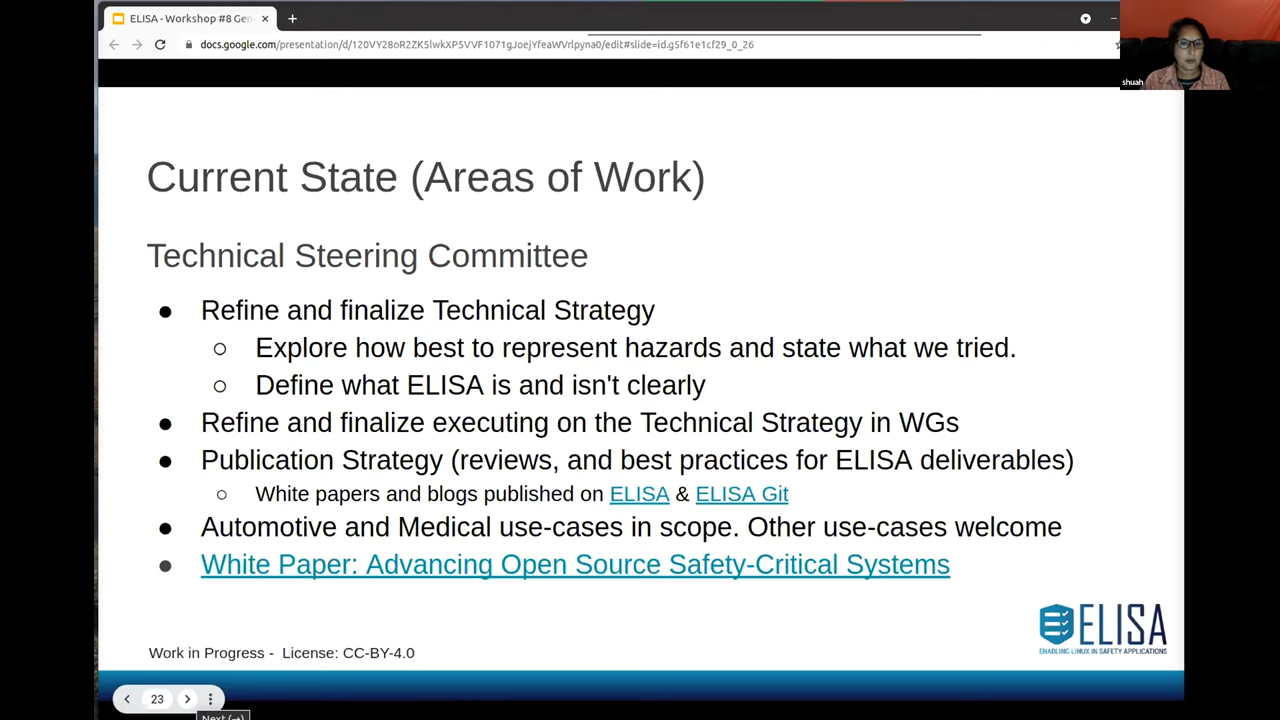 ELISA - Workshop #8 Gen
docs.google.com/presentation/d/120VY28oR2ZK5lwkXP5VVF1071gJoejYfeaWVrlpyna0/edit#slide=id.g5f61e1cf29_0_26
shuah
Current State (Areas of Work)
Technical Steering Committee
● Refine and finalize Technical Strategy
○ Explore how best to represent hazards and state what we tried.
○ Define what ELISA is and isn't clearly
● Refine and finalize executing on the Technical Strategy in WGs
● Publication Strategy (reviews, and best practices for ELISA deliverables)
○ White papers and blogs published on ELISA & ELISA Git
● Automotive and Medical use-cases in scope. Other use-cases welcome
● White Paper: Advancing Open Source Safety-Critical Systems
ELISA
ENABLING LINUX IN SAFETY APPLICATIONS
Work in Progress - License: CC-BY-4.0
23
Next (→)